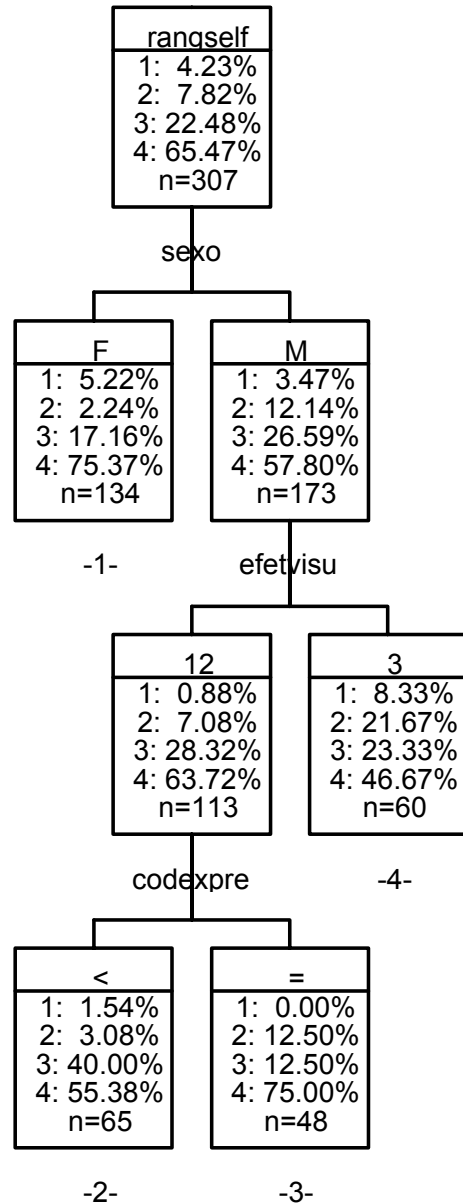 rangself
1: 4.23%
2: 7.82%
3: 22.48%
4: 65.47%
n=307
sexo
F
1: 5.22%
2: 2.24%
3: 17.16%
4: 75.37%
n=134
-1-
M
1: 3.47%
2: 12.14%
3: 26.59%
4: 57.80%
n=173
efetvisu
12
1: 0.88%
2: 7.08%
3: 28.32%
4: 63.72%
n=113
3
1: 8.33%
2: 21.67%
3: 23.33%
4: 46.67%
n=60
-4-
codexpre
<
1: 1.54%
2: 3.08%
3: 40.00%
4: 55.38%
n=65
-2-
=
1: 0.00%
2: 12.50%
3: 12.50%
4: 75.00%
n=48
-3-